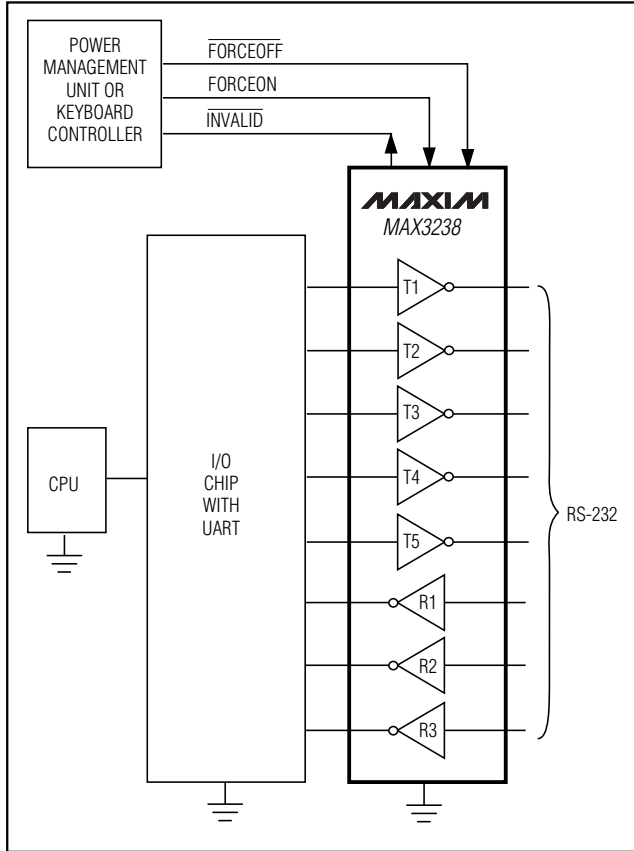 POWER
MANAGEMENT
UNIT OR
KEYBOARD
CONTROLLER
FORCEOFF
FORCEON
INVALID
MAXIM
MAX3238
T1
T2
T3
T4
T5
R1
R2
R3
CPU
I/O
CHIP
WITH
UART
RS-232